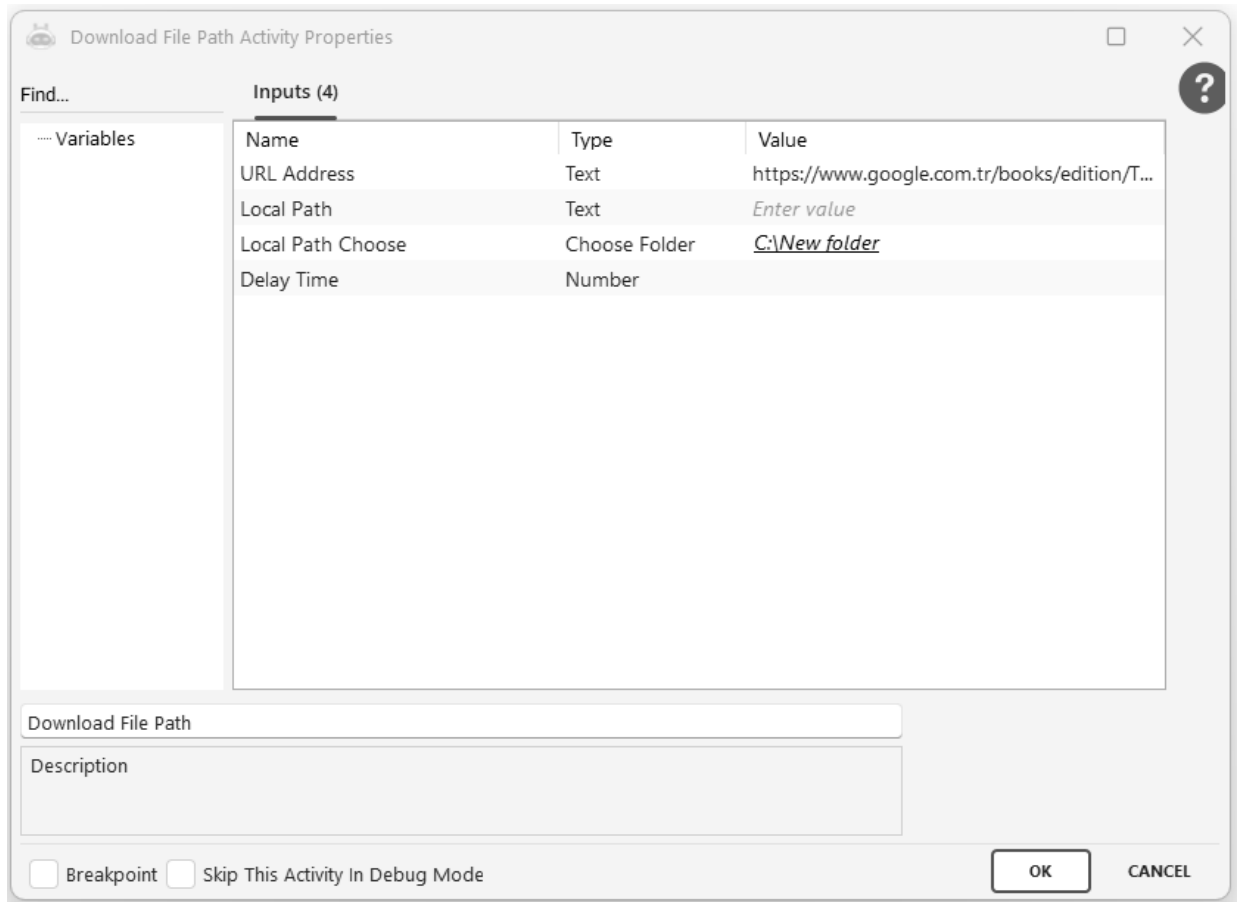 Download File Path Activity Properties
?
Find...
Inputs (4)
Variables
Name Type Value
URL Address Text https://www.google.com.tr/books/edition/T...
Local Path Text Enter value
Local Path Choose Choose Folder C:\New folder
Delay Time Number
Download File Path
Description
Breakpoint Skip This Activity In Debug Mode OK CANCEL